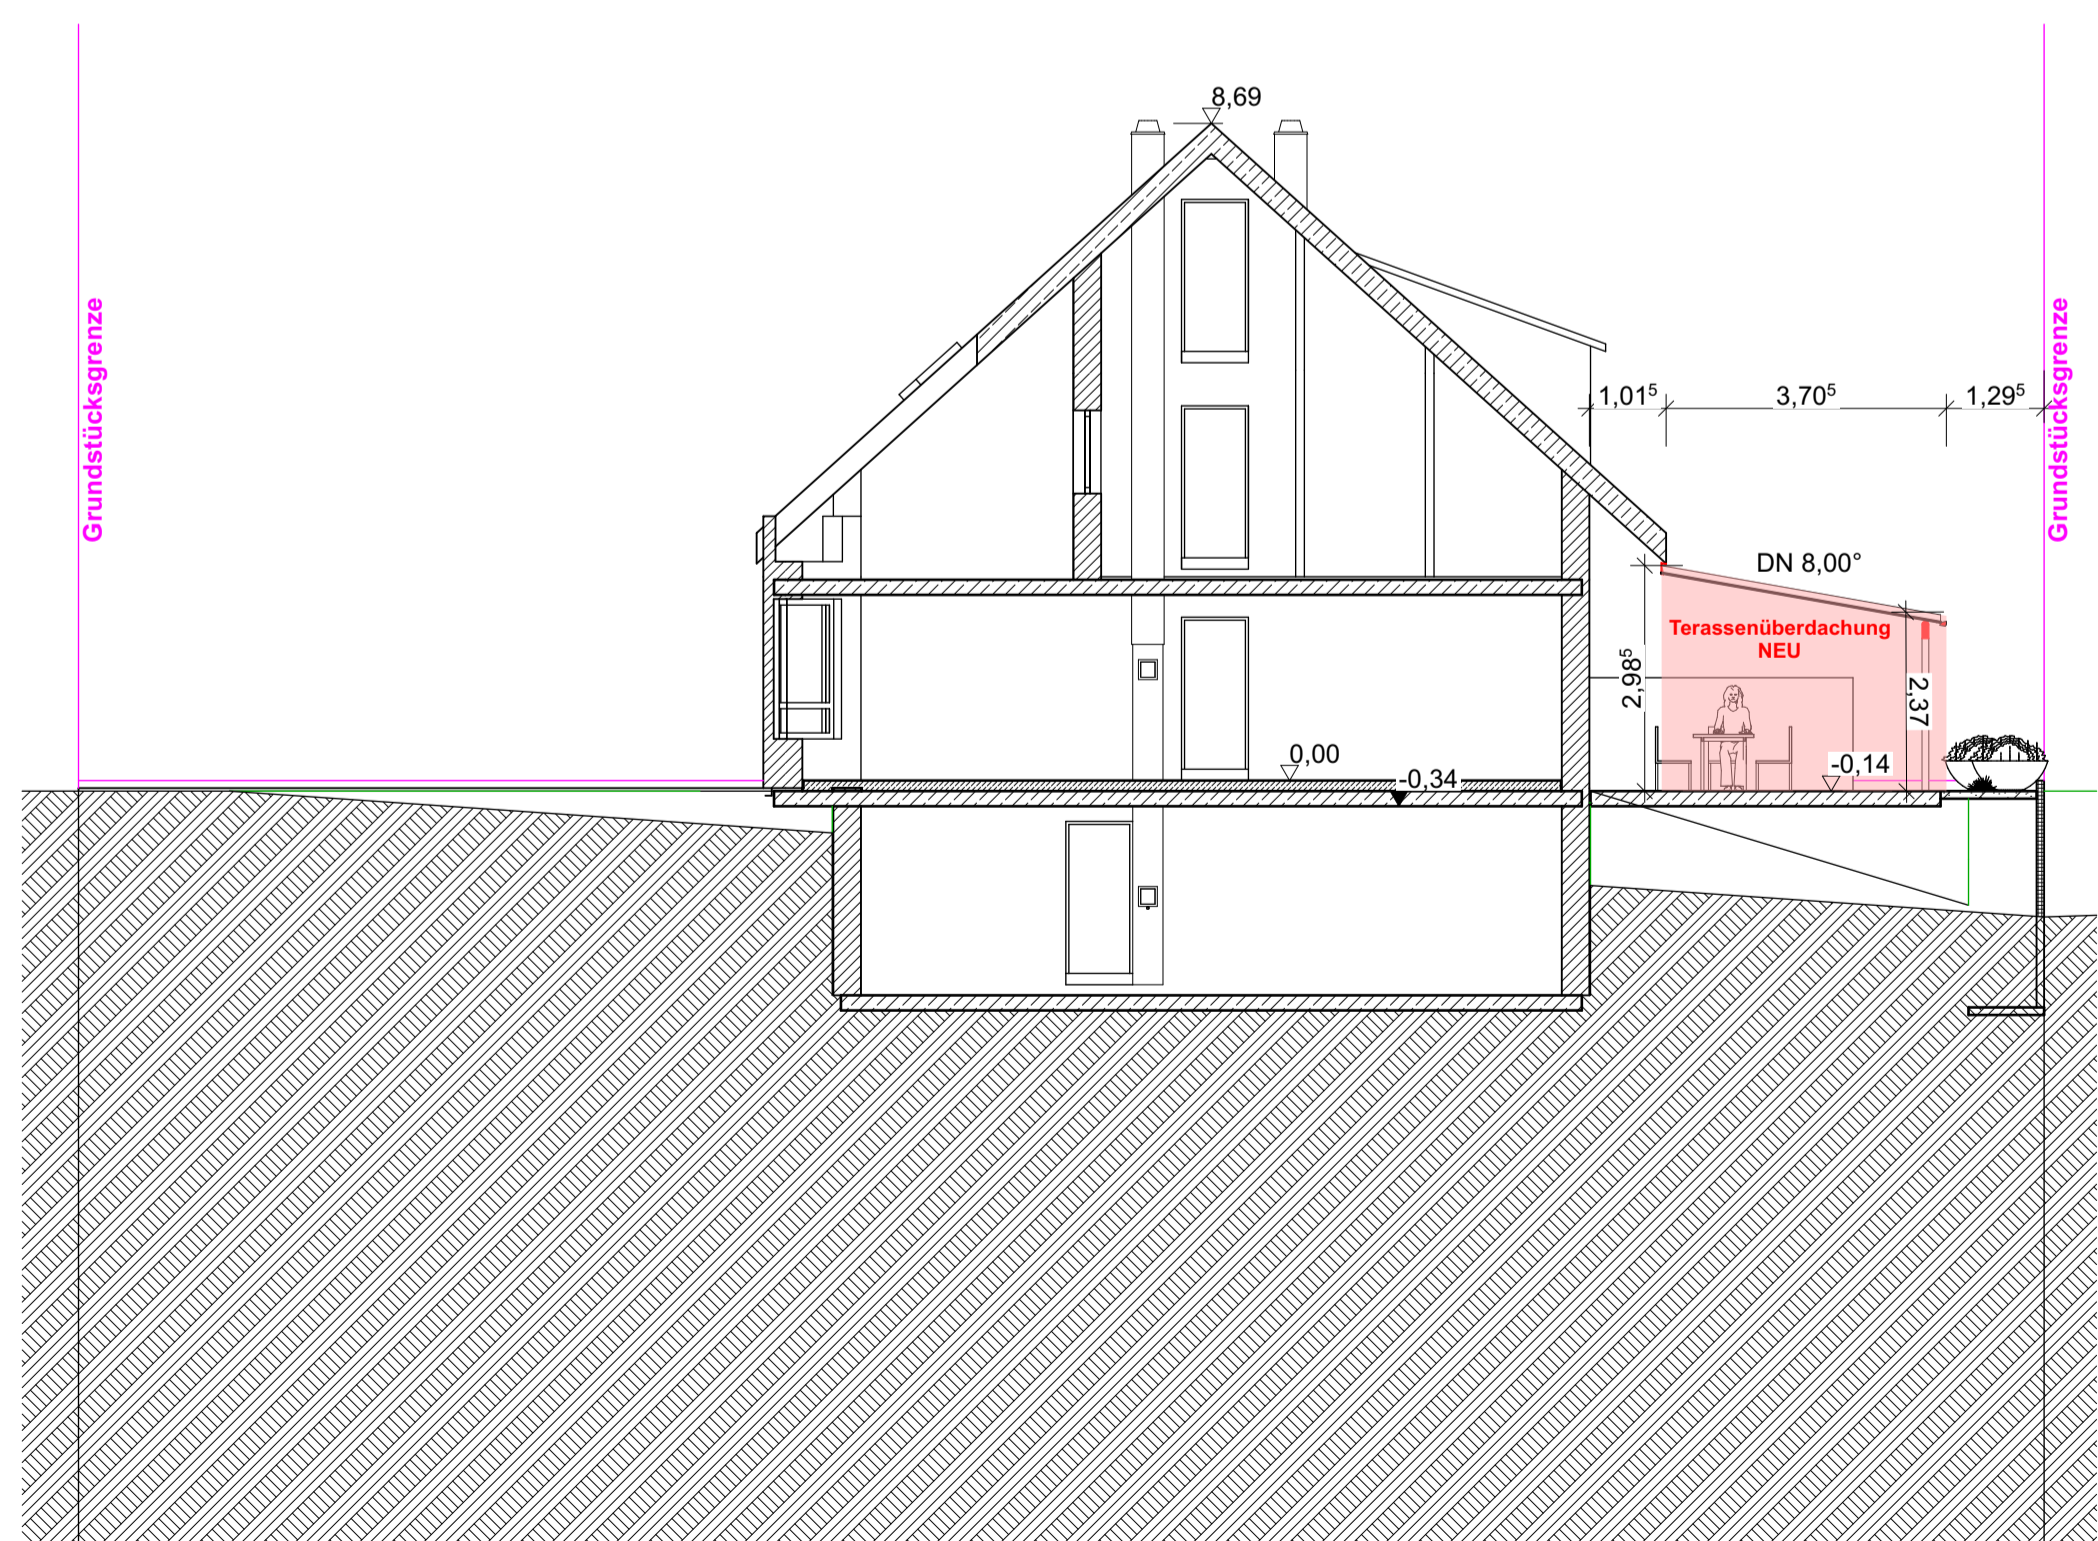 8,69
Grundstücksgrenze
Grundstücksgrenze
1,01⁵
3,70⁵
1,29⁵
DN 8,00°
Terassenüberdachung
NEU
2,98⁵
2,37
0,00
-0,34
-0,14